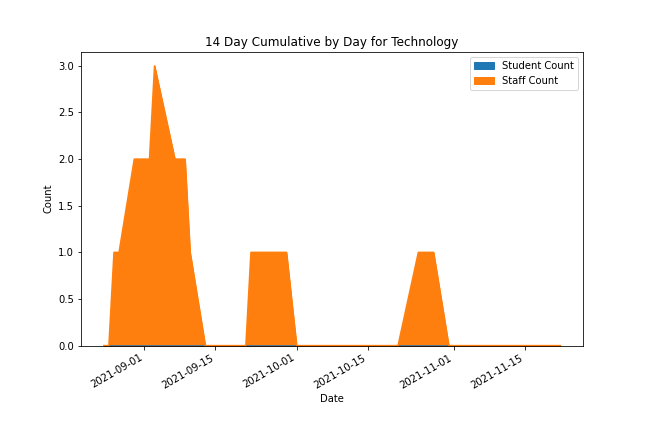 14 Day Cumulative by Day for Technology
Student Count
Staff Count
3.0
2.5
2.0
1.5
1.0
0.5
0.0
Count
2021-09-01
2021-09-15
2021-10-01
2021-10-15
2021-11-01
2021-11-15
Date